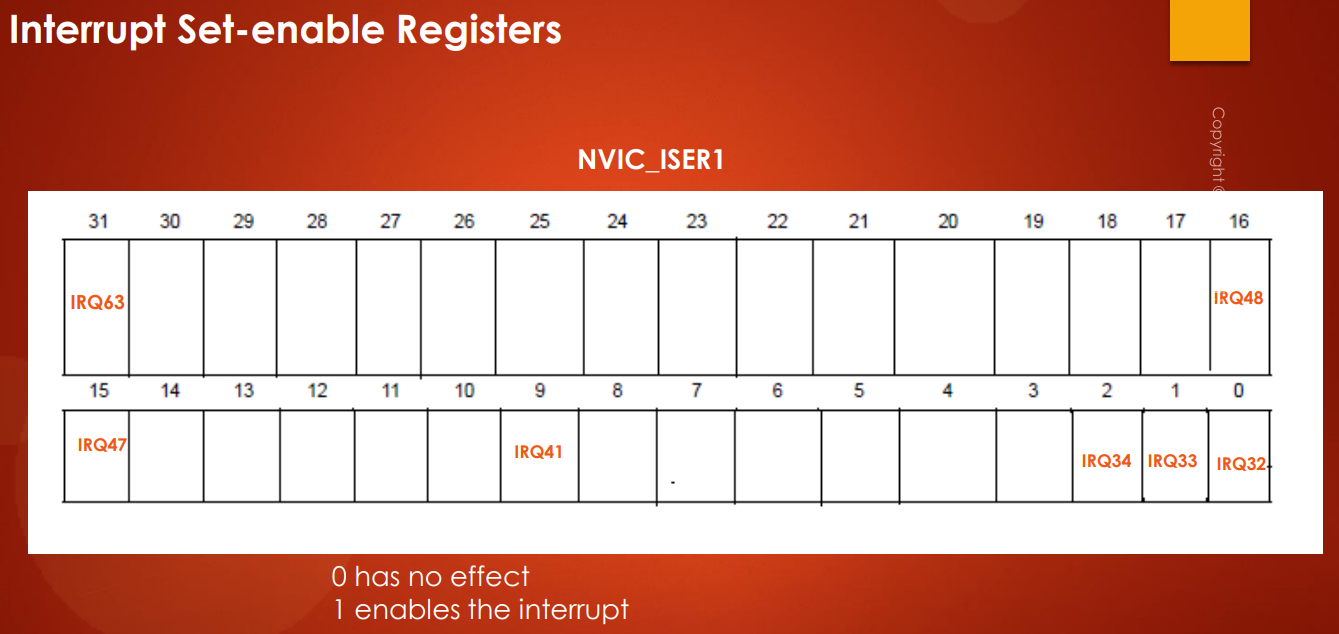 Interrupt Set-enable Registers
Copyright ©
NVIC_ISER1
31 30 29 28 27 26 25 24 23 22 21 20 19 18 17 16
IRQ63 IRQ48
15 14 13 12 11 10 9 8 7 6 5 4 3 2 1 0
IRQ47 IRQ41 IRQ34 IRQ33 IRQ32
0 has no effect
1 enables the interrupt